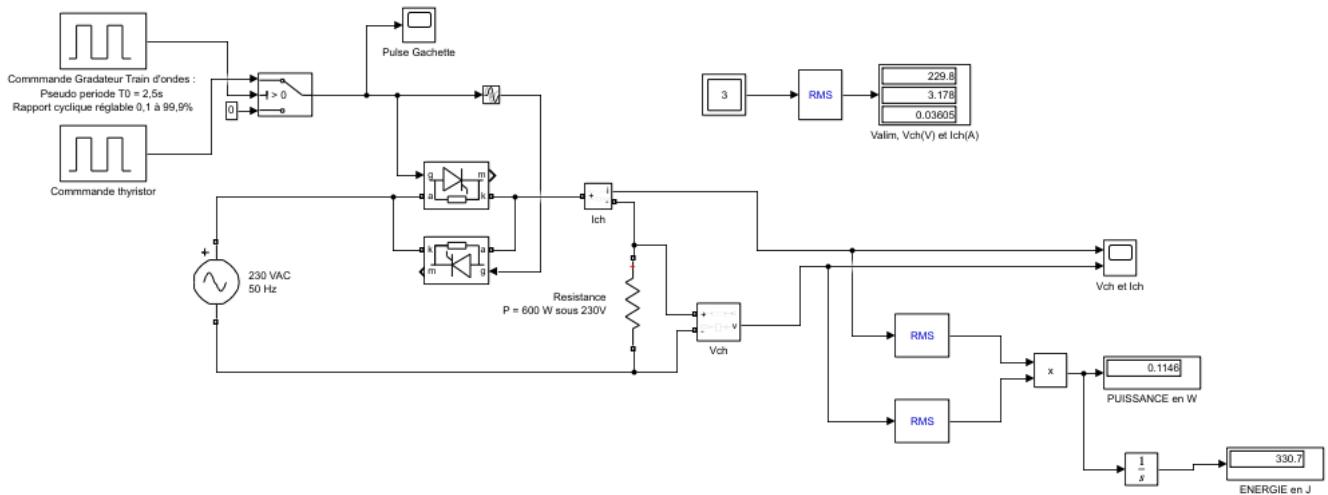 Pulse Gachette
Commmande Gradateur Train d'ondes :
Pseudo periode T0 = 2,5s
Rapport cyclique réglable 0,1 à 99,9%
> 0
0
Commmande thyristor
3
RMS
229.8
3.178
0.03605
Valim, Vch(V) et Ich(A)
g
m
a
k
k
a
m
g
+
i
-
Ich
+
230 VAC
50 Hz
+
Resistance
P = 600 W sous 230V
+
-
v
Vch
Vch et Ich
RMS
x
0.1146
PUISSANCE en W
RMS
1
s
330.7
ENERGIE en J